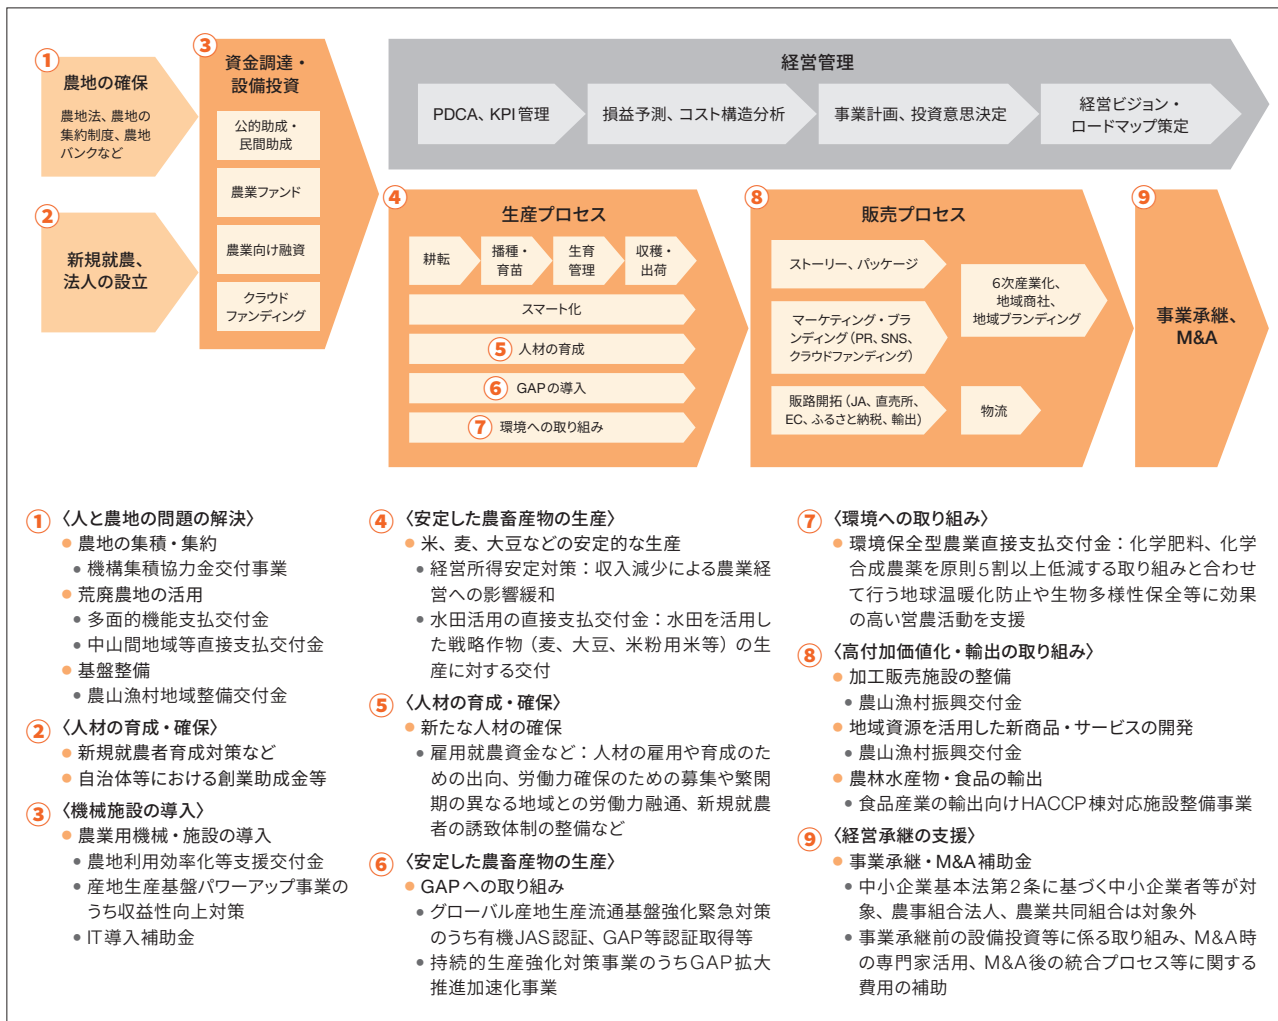 ①
農地の確保
農地法、農地の
集約制度、農地
バンクなど
②
新規就農、
法人の設立
③
資金調達・
設備投資
公的助成・
民間助成
農業ファンド
農業向け融資
クラウド
ファンディング
経営管理
PDCA、KPI管理
損益予測、コスト構造分析
事業計画、投資意思決定
経営ビジョン・
ロードマップ策定
④
生産プロセス
耕転
播種・
育苗
生育
管理
収穫・
出荷
スマート化
⑤ 人材の育成
⑥ GAPの導入
⑦ 環境への取り組み
⑧
販売プロセス
ストーリー、パッケージ
マーケティング・ブラ
ンディング(PR、SNS、
クラウドファンディング)
販路開拓(JA、直売所、
EC、ふるさと納税、輸出)
6次産業化、
地域商社、
地域ブランディング
物流
⑨
事業承継、
M&A
① 〈人と農地の問題の解決〉
● 農地の集積・集約
● 機構集積協力金交付事業
● 荒廃農地の活用
● 多面的機能支払交付金
● 中山間地域等直接支払交付金
● 基盤整備
● 農山漁村地域整備交付金
② 〈人材の育成・確保〉
● 新規就農者育成対策など
● 自治体等における創業助成金等
③ 〈機械施設の導入〉
● 農業用機械・施設の導入
● 農地利用効率化等支援交付金
● 産地生産基盤パワーアップ事業の
うち収益性向上対策
● IT導入補助金
④ 〈安定した農畜産物の生産〉
● 米、麦、大豆などの安定的な生産
● 経営所得安定対策：収入減少による農業経
営への影響緩和
● 水田活用の直接支払交付金：水田を活用し
た戦略作物（麦、大豆、米粉用米等）の生
産に対する交付
⑤ 〈人材の育成・確保〉
● 新たな人材の確保
● 雇用就農資金など：人材の雇用や育成のた
めの出向、労働力確保のための募集や繁閑
期の異なる地域との労働力融通、新規就農
者の誘致体制の整備など
⑥ 〈安定した農畜産物の生産〉
● GAPへの取り組み
● グローバル産地生産流通基盤強化緊急対策
のうち有機JAS認証、GAP等認証取得等
● 持続的生産強化対策事業のうちGAP拡大
推進加速化事業
⑦ 〈環境への取り組み〉
● 環境保全型農業直接支払交付金：化学肥料、化学
合成農薬を原則5割以上低減する取り組みと合わせ
て行う地球温暖化防止や生物多様性保全等に効果
の高い営農活動を支援
⑧ 〈高付加価値化・輸出の取り組み〉
● 加工販売施設の整備
● 農山漁村振興交付金
● 地域資源を活用した新商品・サービスの開発
● 農山漁村振興交付金
● 農林水産物・食品の輸出
● 食品産業の輸出向けHACCP棟対応施設整備事業
⑨ 〈経営承継の支援〉
● 事業承継・M&A補助金
● 中小企業基本法第2条に基づく中小企業者等が対
象、農事組合法人、農業共同組合は対象外
● 事業承継前の設備投資等に係る取り組み、M&A時
の専門家活用、M&A後の統合プロセス等に関する
費用の補助